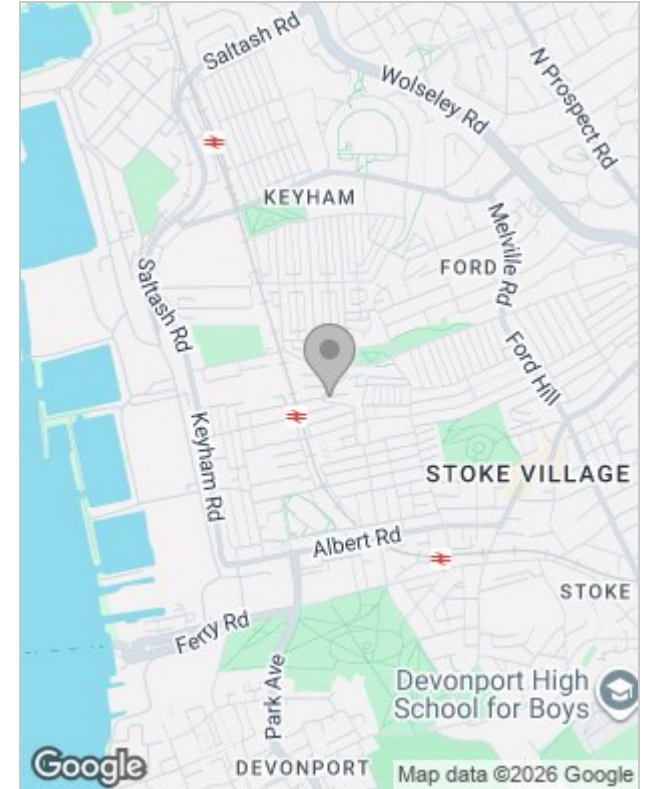 Saltash Rd
Wolseley Rd
N Prospect Rd
KEYHAM
Melville Rd
FORD
Saltash Rd
Ford Hill
Keyham Rd
STOKE VILLAGE
Albert Rd
STOKE
Ferry Rd
Park Ave
Devonport High
School for Boys
DEVONPORT
Google
Map data ©2026 Google